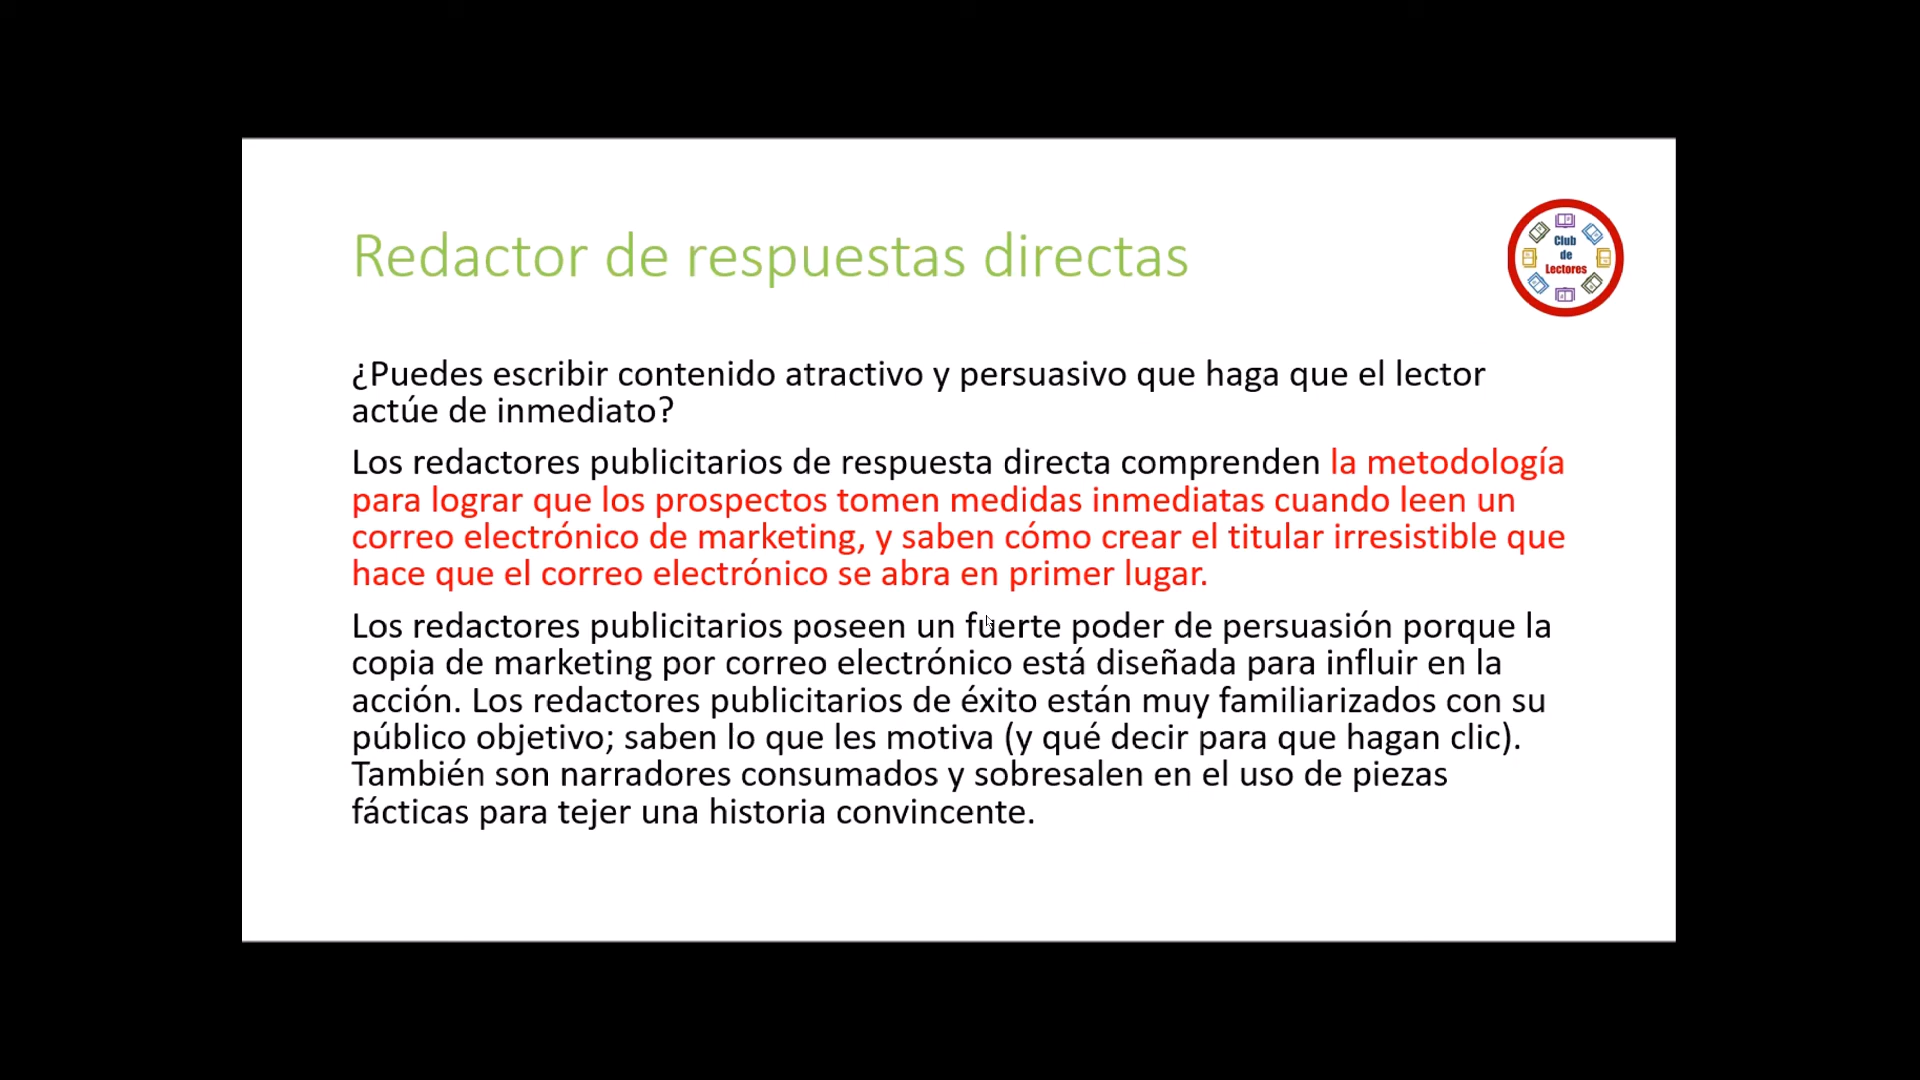 Redactor de respuestas directas
Club
de
Lectores
¿Puedes escribir contenido atractivo y persuasivo que haga que el lector
actúe de inmediato?
Los redactores publicitarios de respuesta directa comprenden la metodología
para lograr que los prospectos tomen medidas inmediatas cuando leen un
correo electrónico de marketing, y saben cómo crear el titular irresistible que
hace que el correo electrónico se abra en primer lugar.
Los redactores publicitarios poseen un fuerte poder de persuasión porque la
copia de marketing por correo electrónico está diseñada para influir en la
acción. Los redactores publicitarios de éxito están muy familiarizados con su
público objetivo; saben lo que les motiva (y qué decir para que hagan clic).
También son narradores consumados y sobresalen en el uso de piezas
fácticas para tejer una historia convincente.